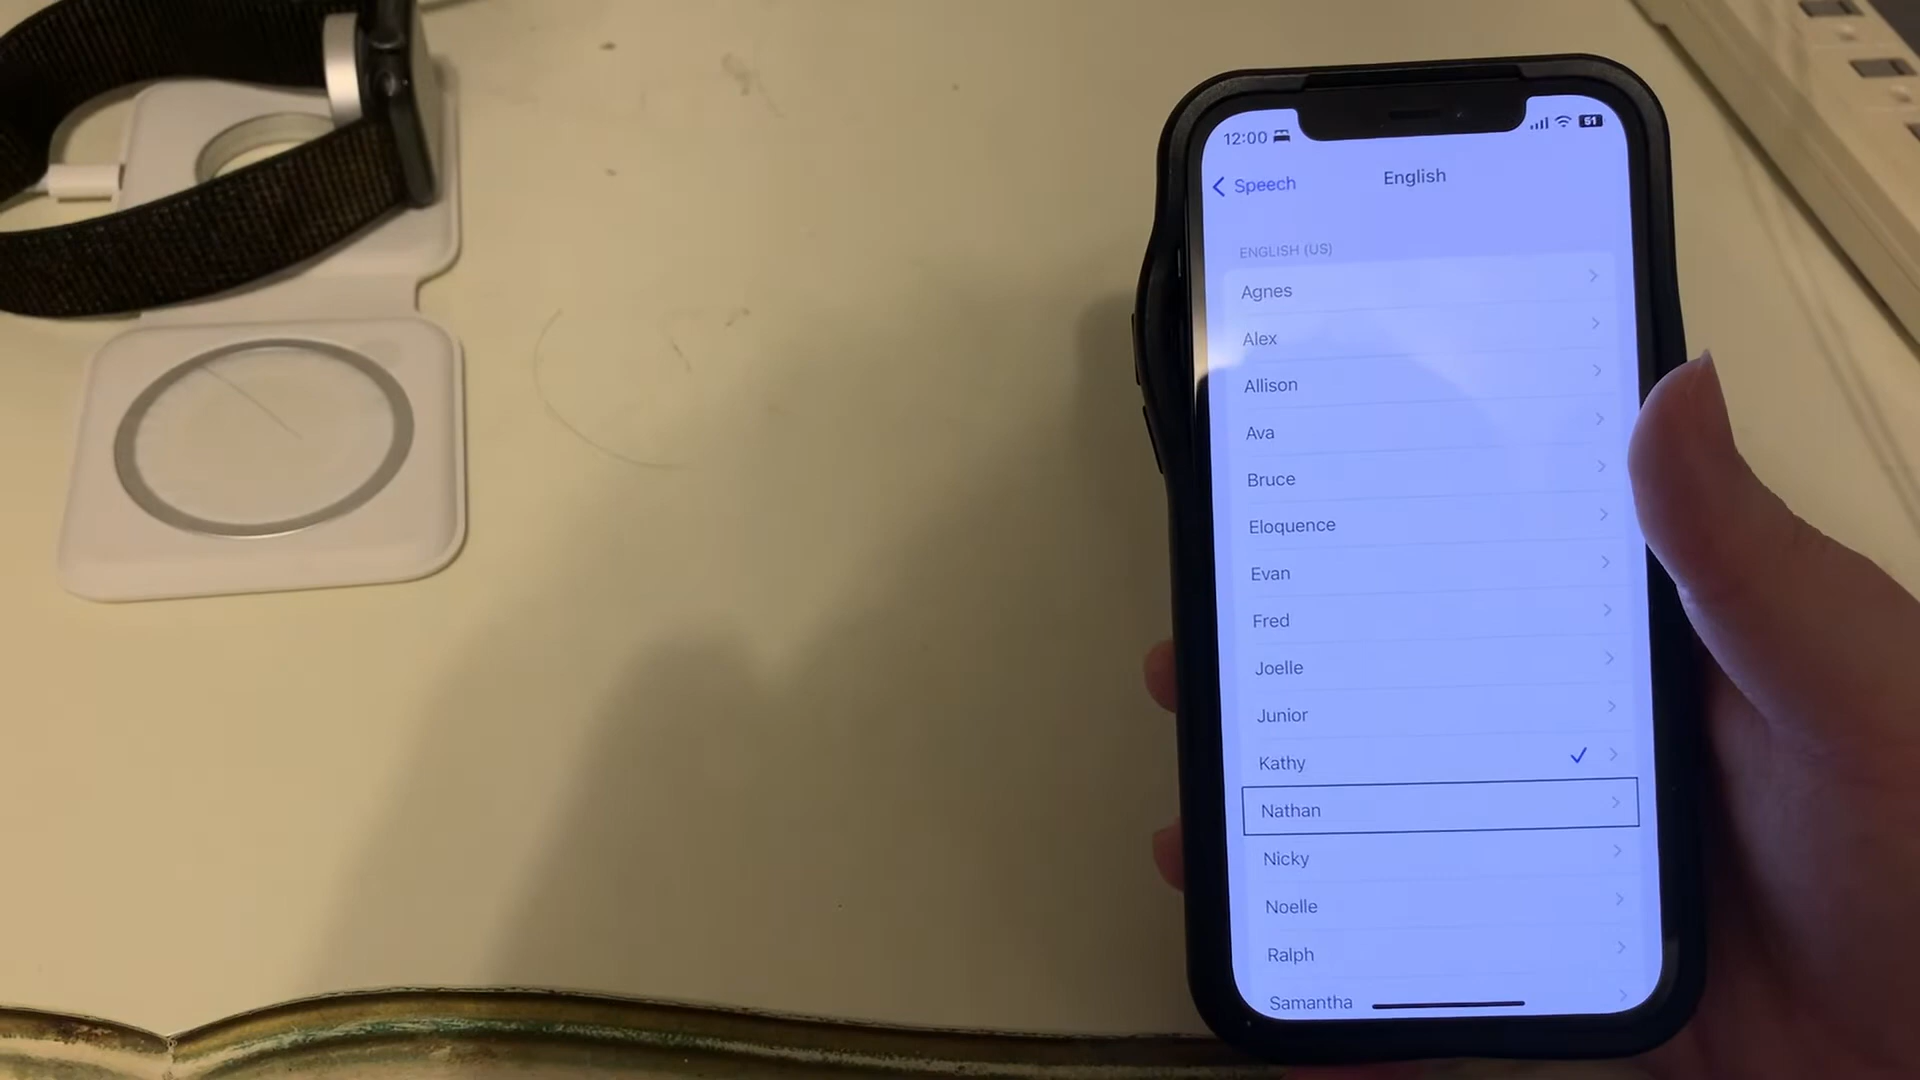 12:00
51
Speech
English
ENGLISH (US)
Agnes
Alex
Allison
Ava
Bruce
Eloquence
Evan
Fred
Joelle
Junior
Kathy
Nathan
Nicky
Noelle
Ralph
Samantha